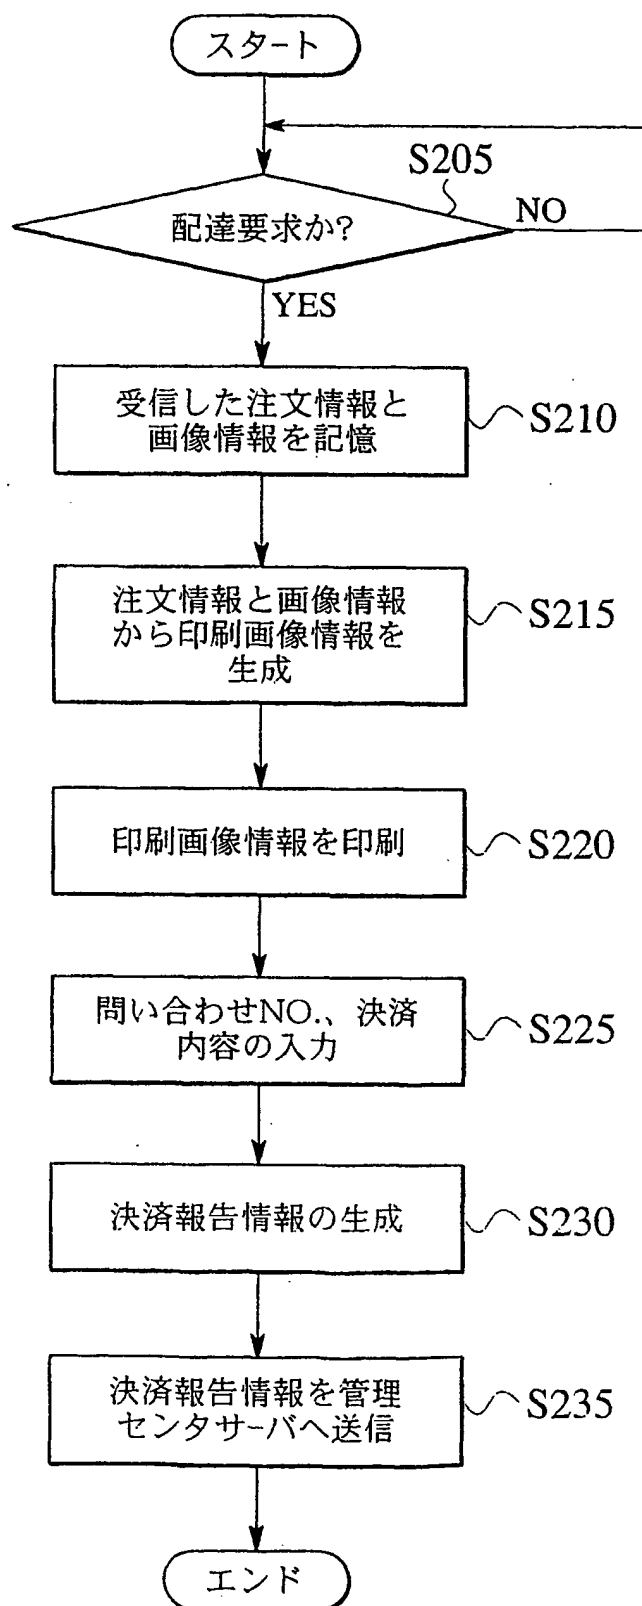 スタート
S205
配達要求か?
NO
YES
受信した注文情報と
画像情報を記憶
S210
注文情報と画像情報
から印刷画像情報を
生成
S215
印刷画像情報を印刷
S220
問い合わせNO.、決済
内容の入力
S225
決済報告情報の生成
S230
決済報告情報を管理
センタサーバへ送信
S235
エンド